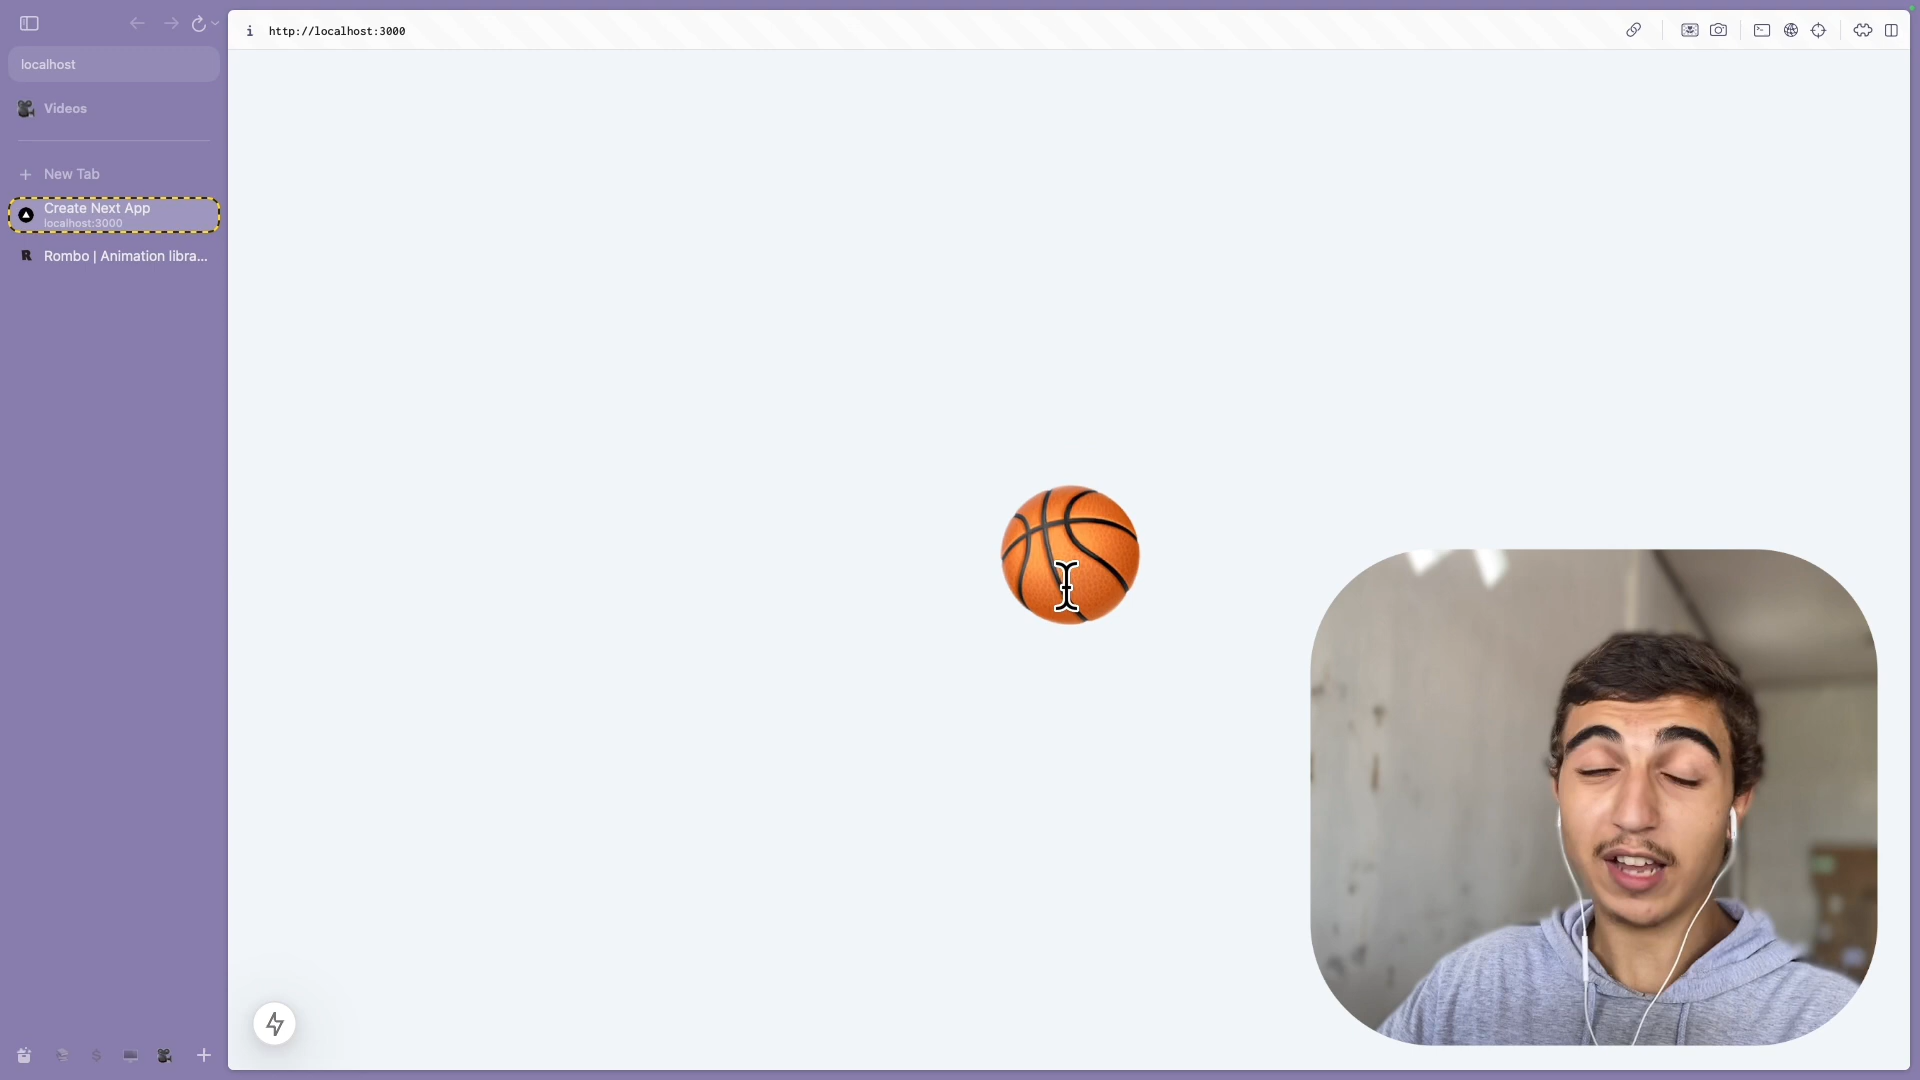 localhost
Videos
New Tab
Create Next App
localhost:3000
R Rombo | Animation libra...
i http://localhost:3000